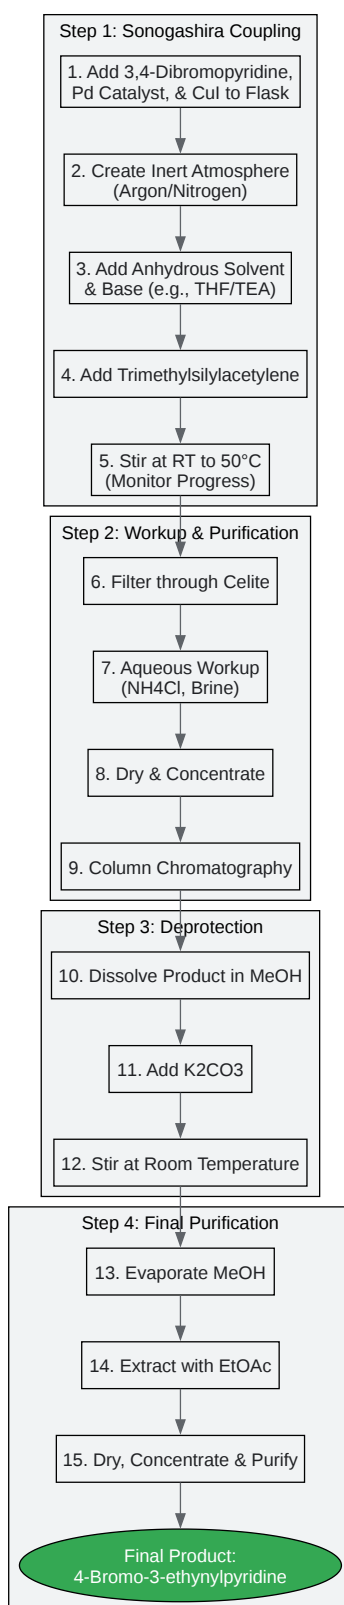 Step 1: Sonogashira Coupling
1. Add 3,4-Dibromopyridine,
Pd Catalyst, & CuI to Flask
2. Create Inert Atmosphere
(Argon/Nitrogen)
3. Add Anhydrous Solvent
& Base (e.g., THF/TEA)
4. Add Trimethylsilylacetylene
5. Stir at RT to 50°C
(Monitor Progress)
Step 2: Workup & Purification
6. Filter through Celite
7. Aqueous Workup
(NH4Cl, Brine)
8. Dry & Concentrate
9. Column Chromatography
Step 3: Deprotection
10. Dissolve Product in MeOH
11. Add K2CO3
12. Stir at Room Temperature
Step 4: Final Purification
13. Evaporate MeOH
14. Extract with EtOAc
15. Dry, Concentrate & Purify
Final Product:
4-Bromo-3-ethynylpyridine